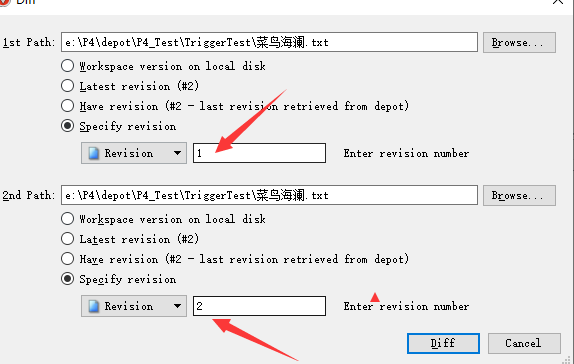 Diff
1st Path: e:\P4\depot\P4_Test\TriggerTest\菜鸟海澜.txt Browse...
Workspace version on local disk
Latest revision (#2)
Have revision (#2 - last revision retrieved from depot)
Specify revision
Revision 1 Enter revision number
2nd Path: e:\P4\depot\P4_Test\TriggerTest\菜鸟海澜.txt Browse...
Workspace version on local disk
Latest revision (#2)
Have revision (#2 - last revision retrieved from depot)
Specify revision
Revision 2 Enter revision number
Diff Cancel